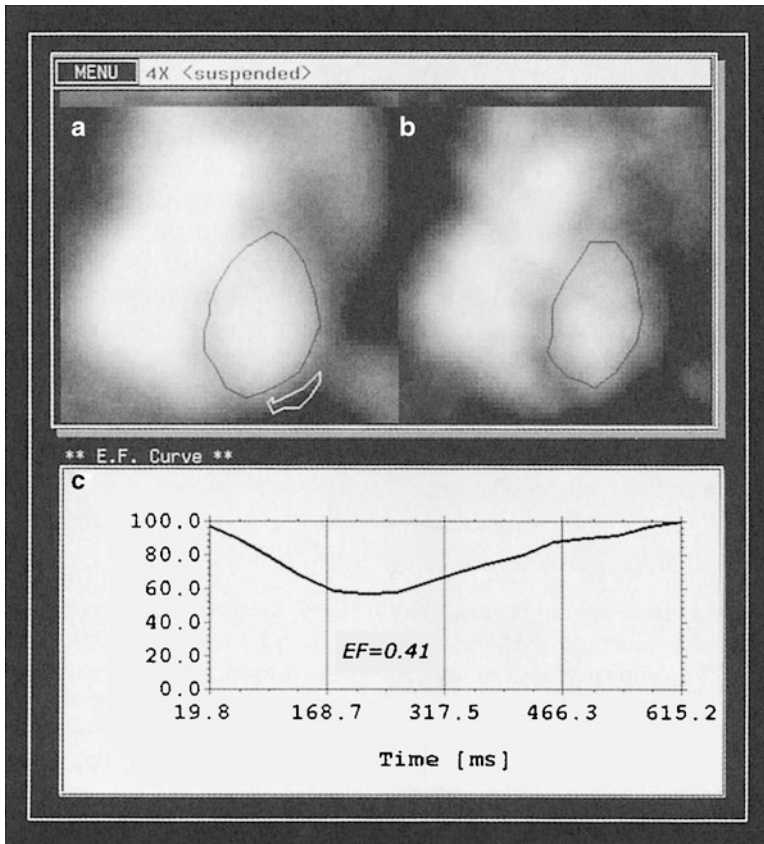 MENU 4X <suspended>
a b
** E.F. Curve **
c
100.0
80.0
60.0
40.0
20.0
0.0
EF=0.41
19.8 168.7 317.5 466.3 615.2
Time [ms]